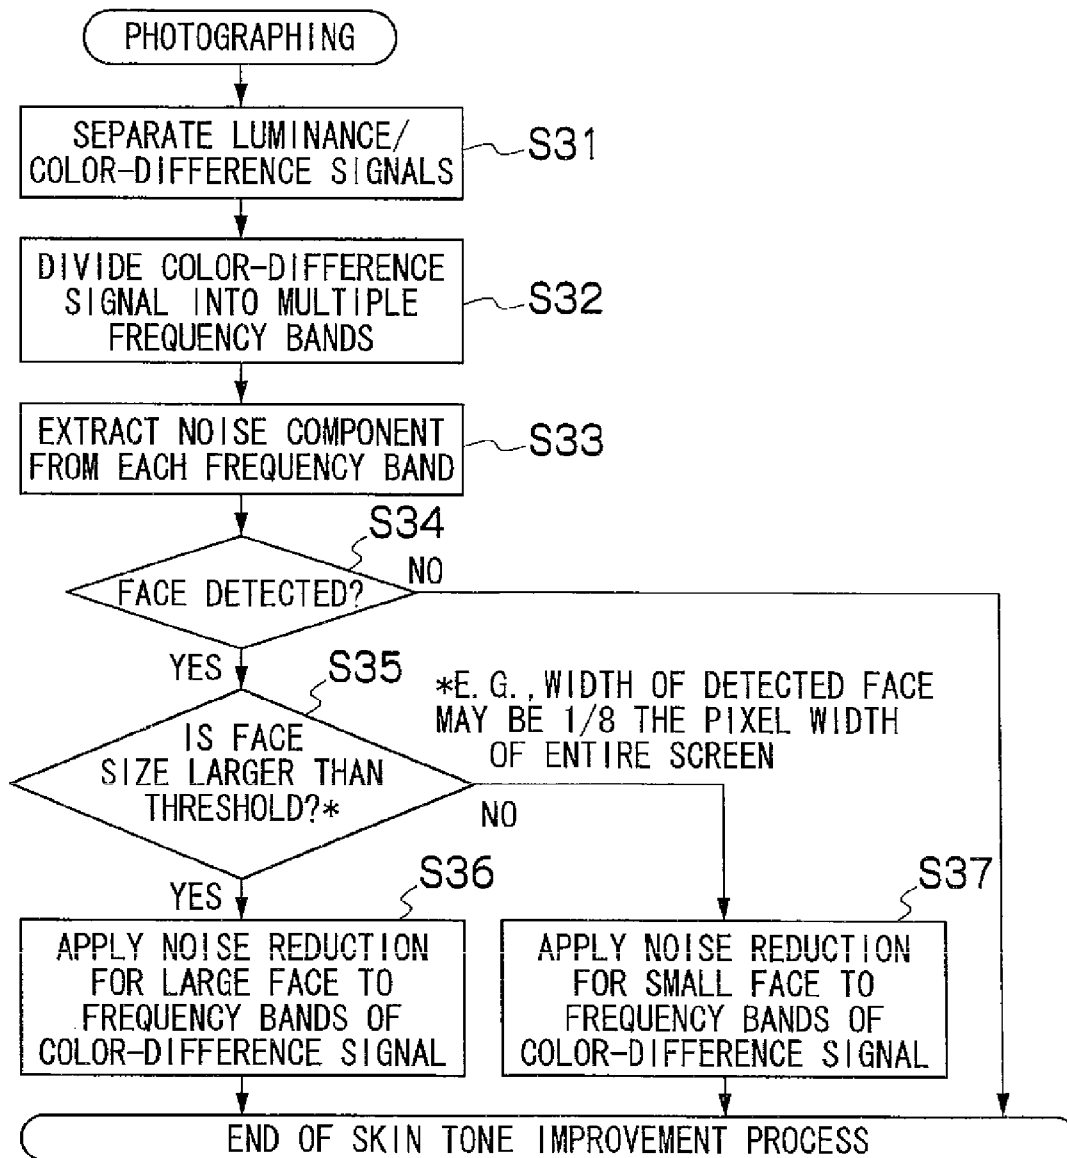 PHOTOGRAPHING
SEPARATE LUMINANCE/
COLOR-DIFFERENCE SIGNALS
S31
DIVIDE COLOR-DIFFERENCE
SIGNAL INTO MULTIPLE
FREQUENCY BANDS
S32
EXTRACT NOISE COMPONENT
FROM EACH FREQUENCY BAND
S33
S34
FACE DETECTED?
NO
YES
S35
IS FACE
SIZE LARGER THAN
THRESHOLD?*
*E.G., WIDTH OF DETECTED FACE
MAY BE 1/8 THE PIXEL WIDTH
OF ENTIRE SCREEN
NO
YES
S36
APPLY NOISE REDUCTION
FOR LARGE FACE TO
FREQUENCY BANDS OF
COLOR-DIFFERENCE SIGNAL
S37
APPLY NOISE REDUCTION
FOR SMALL FACE TO
FREQUENCY BANDS OF
COLOR-DIFFERENCE SIGNAL
END OF SKIN TONE IMPROVEMENT PROCESS